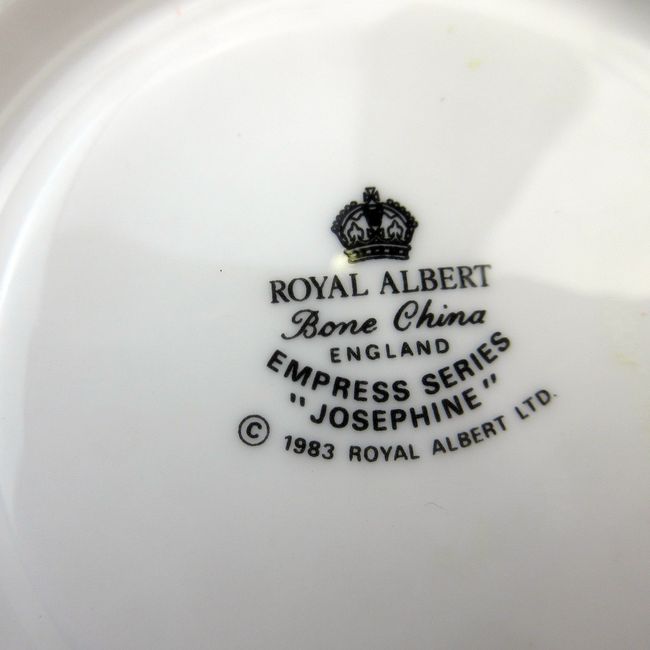 ROYAL ALBERT
Bone China
ENGLAND
EMPRESS SERIES
"JOSEPHINE"
© 1983 ROYAL ALBERT LTD.